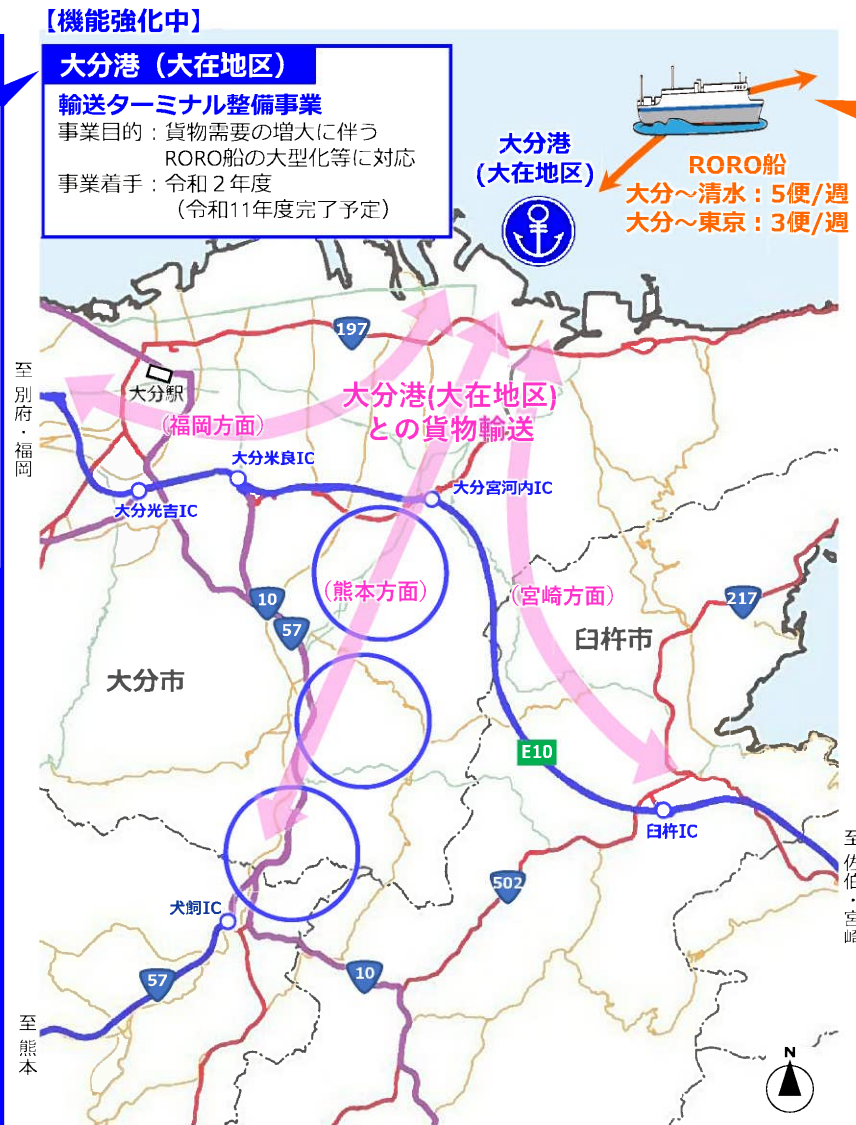 【機能強化中】
大分港（大在地区）
輸送ターミナル整備事業
事業目的：貨物需要の増大に伴う
RORO船の大型化等に対応
事業着手：令和２年度
（令和11年度完了予定）
大分港
(大在地区)
RORO船
大分～清水：5便/週
大分～東京：3便/週
197
至 別府・福岡
大分駅
大分港(大在地区)
との貨物輸送
(福岡方面)
大分米良IC
大分光吉IC
大分宮河内IC
(熊本方面)
(宮崎方面)
10
57
217
臼杵市
大分市
E10
臼杵IC
至 佐伯・宮崎
502
犬飼IC
57
10
至 熊本
N